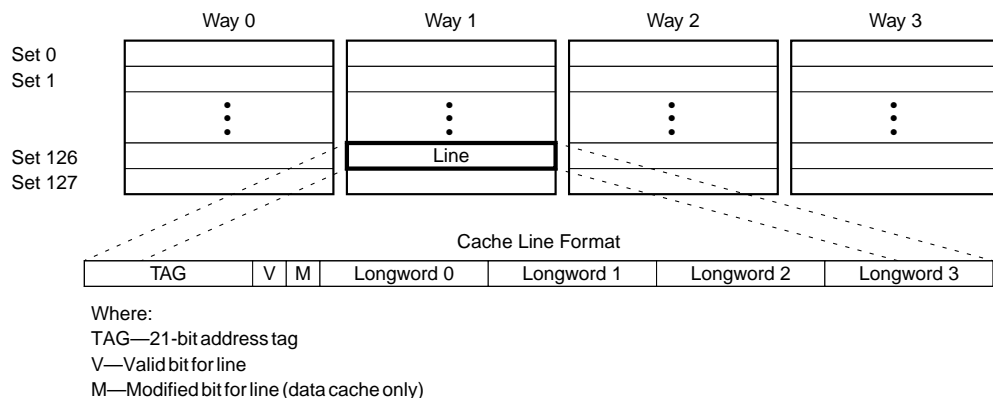 Way 0 Way 1 Way 2 Way 3
Set 0
Set 1
Set 126 Line
Set 127
Cache Line Format
TAG V M Longword 0 Longword 1 Longword 2 Longword 3
Where:
TAG—21-bit address tag
V—Valid bit for line
M—Modified bit for line (data cache only)